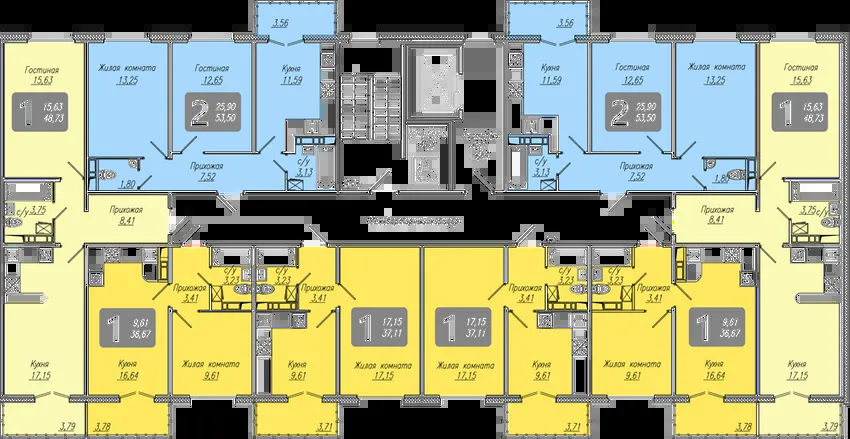 3.56
3.56
Гостиная
15.63
Жилая комната
13.25
Гостиная
12.65
Кухня
11.59
Кухня
11.59
Гостиная
12.65
Жилая комната
13.25
Гостиная
15.63
1
15,63
48,73
2
25,90
53,50
2
25,90
53,50
1
15,63
48,73
1.80
Прихожая
7.52
с/у
3.13
с/у
3.13
Прихожая
7.52
1.80
с/у
3.75
Прихожая
8.41
Прихожая
8.41
3.75
с/у
Прихожая
3.41
с/у
3.23
3.23
Прихожая
3.41
Прихожая
3.41
с/у
3.23
3.23
Прихожая
3.41
1
9,61
36,67
1
17,15
37,11
1
17,15
37,11
1
9,61
36,67
Кухня
17.15
Кухня
16.64
Жилая комната
9.61
Кухня
9.61
Жилая комната
17.15
Жилая комната
17.15
Кухня
9.61
Жилая комната
9.61
Кухня
16.64
Кухня
17.15
3.79
3.78
3.71
3.71
3.78
3.79